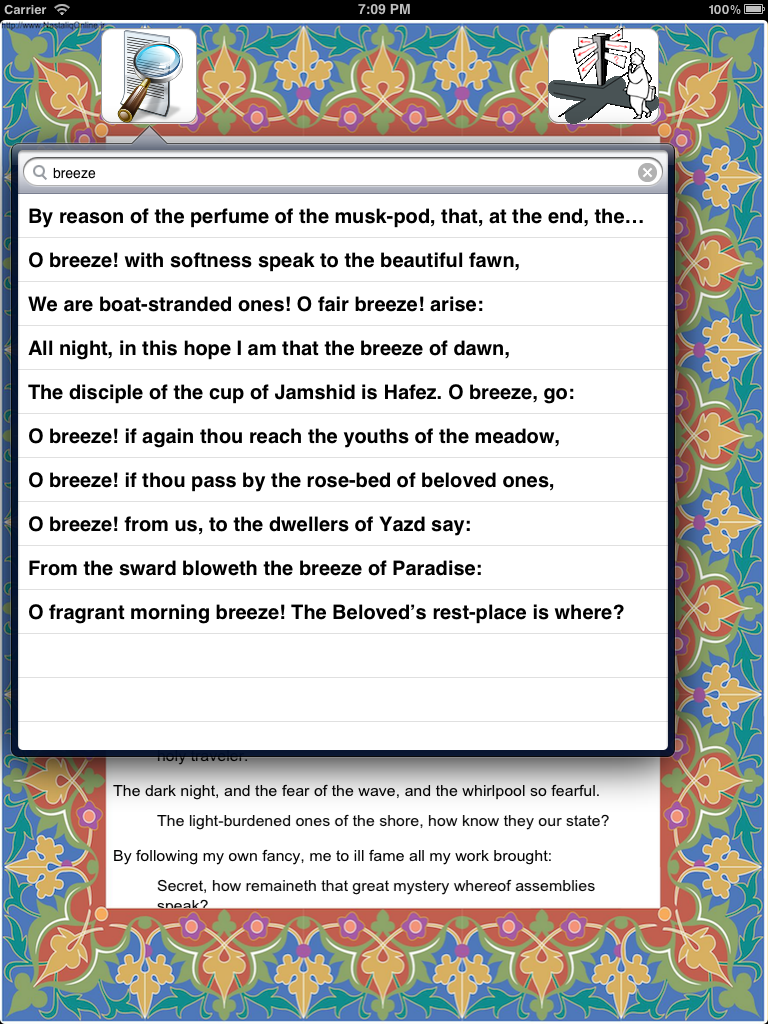 Carrier
7:09 PM
100%
breeze
By reason of the perfume of the musk-pod, that, at the end, the…
O breeze! with softness speak to the beautiful fawn,
We are boat-stranded ones! O fair breeze! arise:
All night, in this hope I am that the breeze of dawn,
The disciple of the cup of Jamshid is Hafez. O breeze, go:
O breeze! if again thou reach the youths of the meadow,
O breeze! if thou pass by the rose-bed of beloved ones,
O breeze! from us, to the dwellers of Yazd say:
From the sward bloweth the breeze of Paradise:
O fragrant morning breeze! The Beloved’s rest-place is where?
holy traveler.
The dark night, and the fear of the wave, and the whirlpool so fearful.
The light-burdened ones of the shore, how know they our state?
By following my own fancy, me to ill fame all my work brought:
Secret, how remaineth that great mystery whereof assemblies
speak?